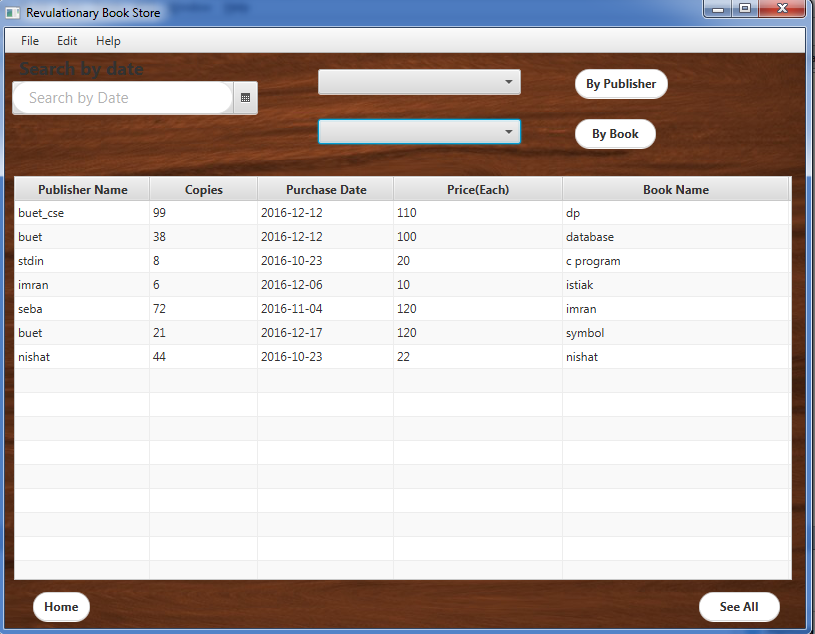 Revulutionary Book Store
File Edit Help
Search by date
Search by Date
By Publisher
By Book
Publisher Name Copies Purchase Date Price(Each) Book Name
buet_cse 99 2016-12-12 110 dp
buet 38 2016-12-12 100 database
stdin 8 2016-10-23 20 c program
imran 6 2016-12-06 10 istiak
seba 72 2016-11-04 120 imran
buet 21 2016-12-17 120 symbol
nishat 44 2016-10-23 22 nishat
Home See All